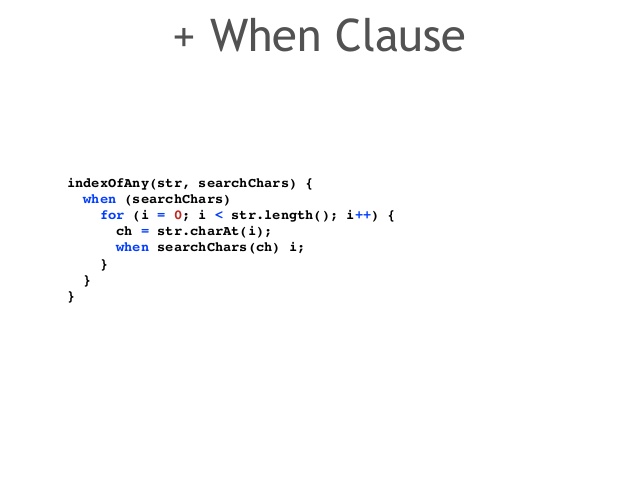 + When Clause
indexOfAny(str, searchChars) {
  when (searchChars)
    for (i = 0; i < str.length(); i++) {
      ch = str.charAt(i);
      when searchChars(ch) i;
    }
  }
}